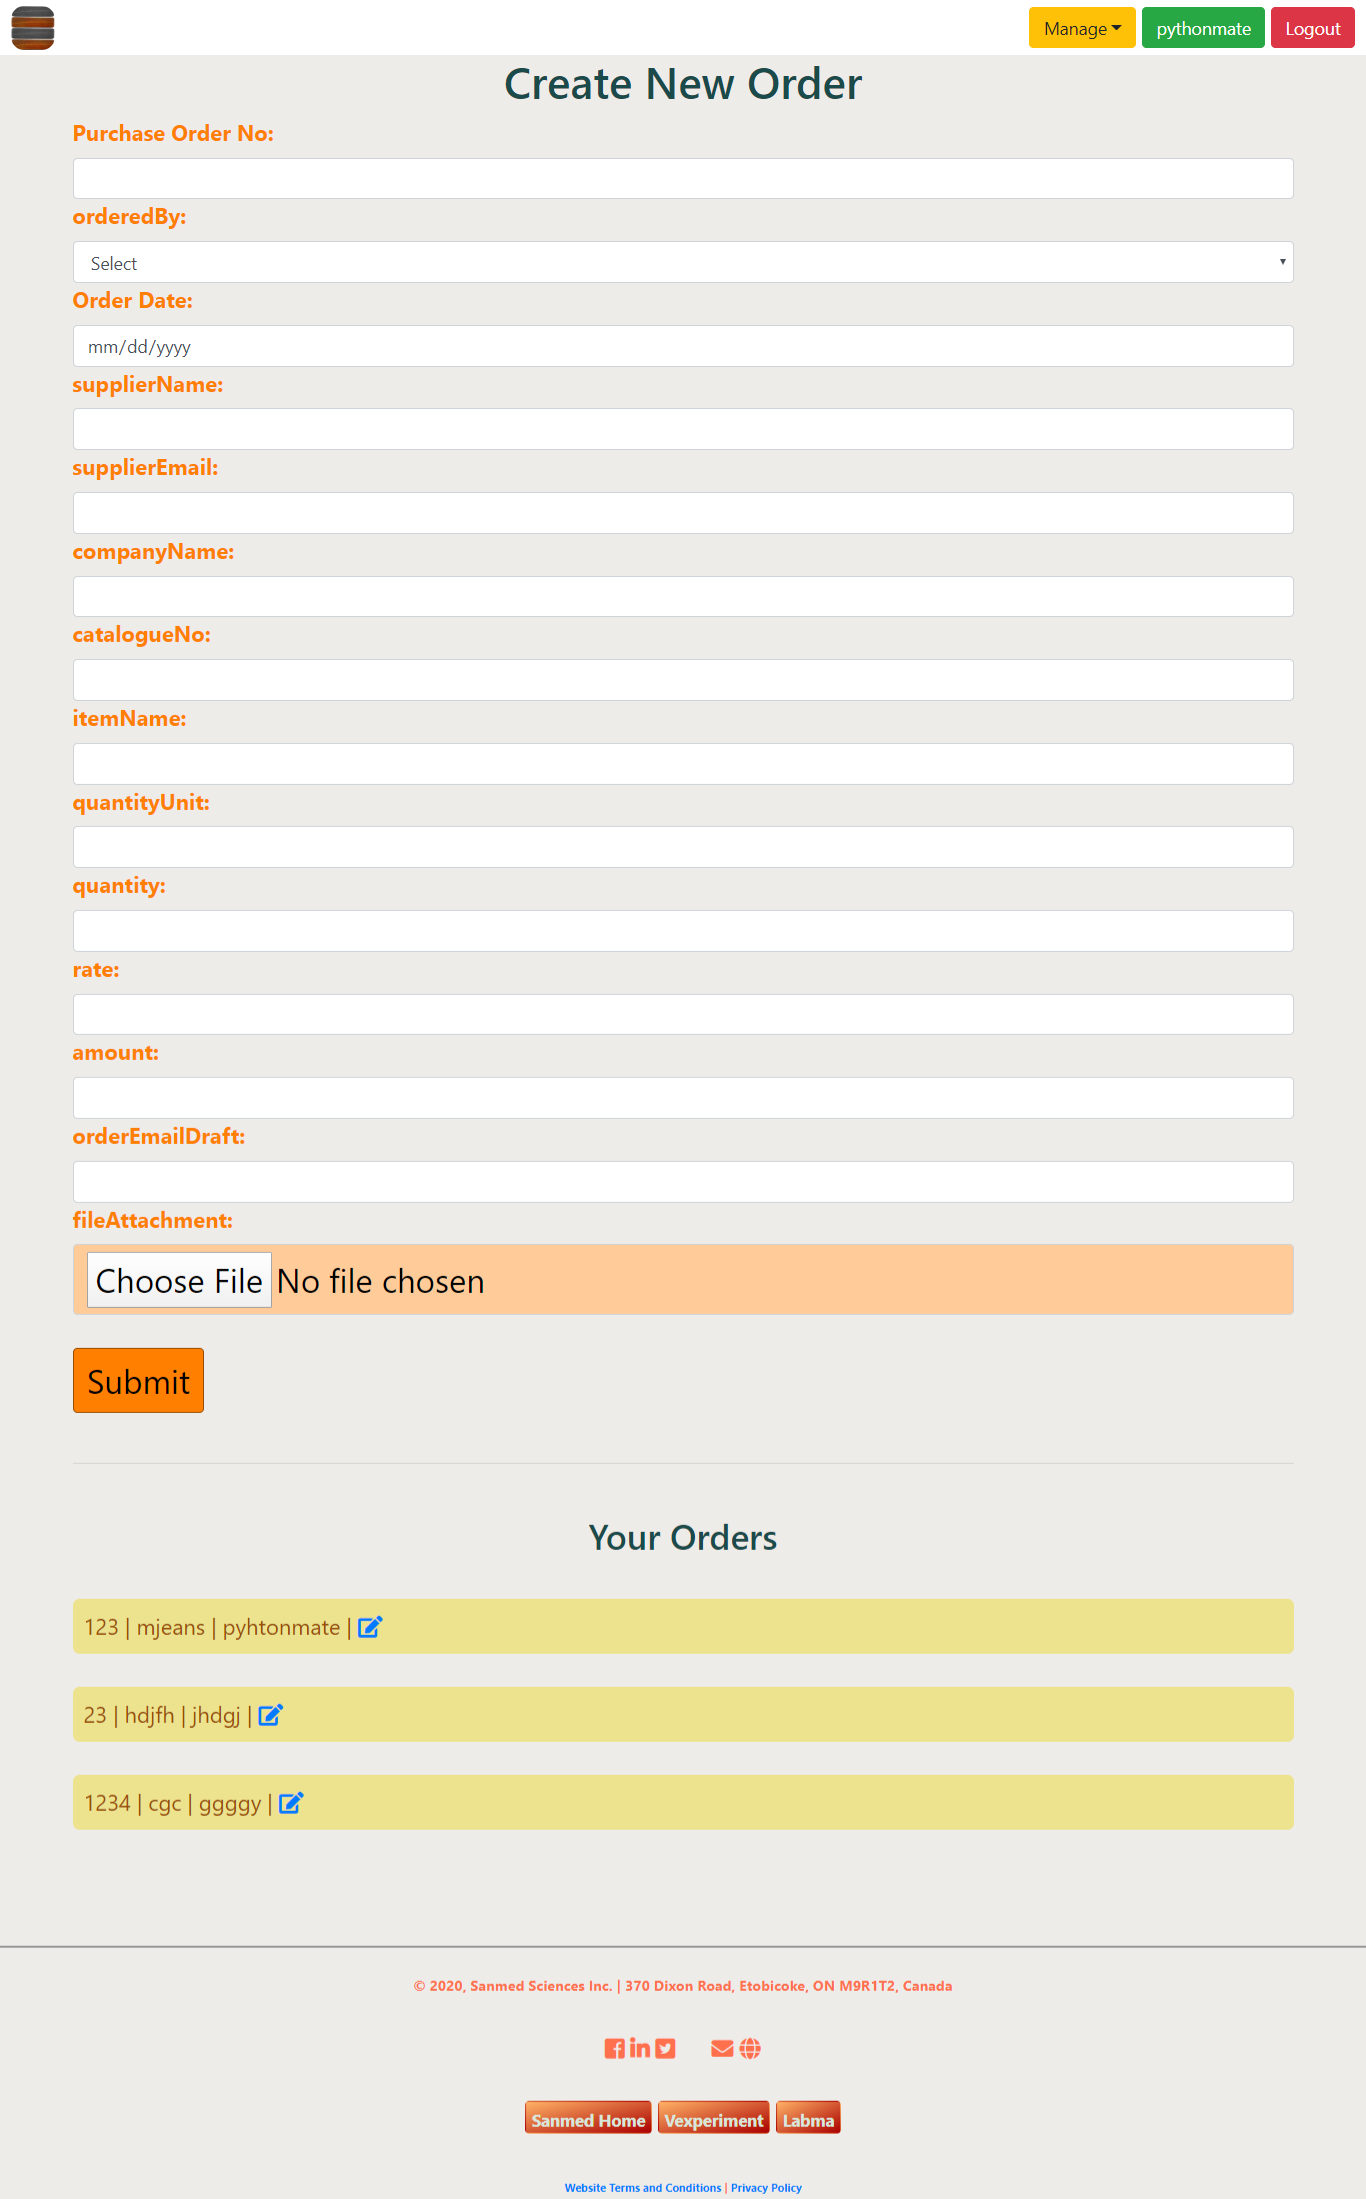 Manage pythonmate Logout
Create New Order
Purchase Order No:
orderedBy:
Select
Order Date:
mm/dd/yyyy
supplierName:
supplierEmail:
companyName:
catalogueNo:
itemName:
quantityUnit:
quantity:
rate:
amount:
orderEmailDraft:
fileAttachment:
Choose File No file chosen
Submit
Your Orders
123 | mjeans | pyhtonmate |
23 | hdjfh | jhdgj |
1234 | cgc | ggggy |
© 2020, Sanmed Sciences Inc. | 370 Dixon Road, Etobicoke, ON M9R1T2, Canada
Sanmed Home Vexperiment Labma
Website Terms and Conditions | Privacy Policy